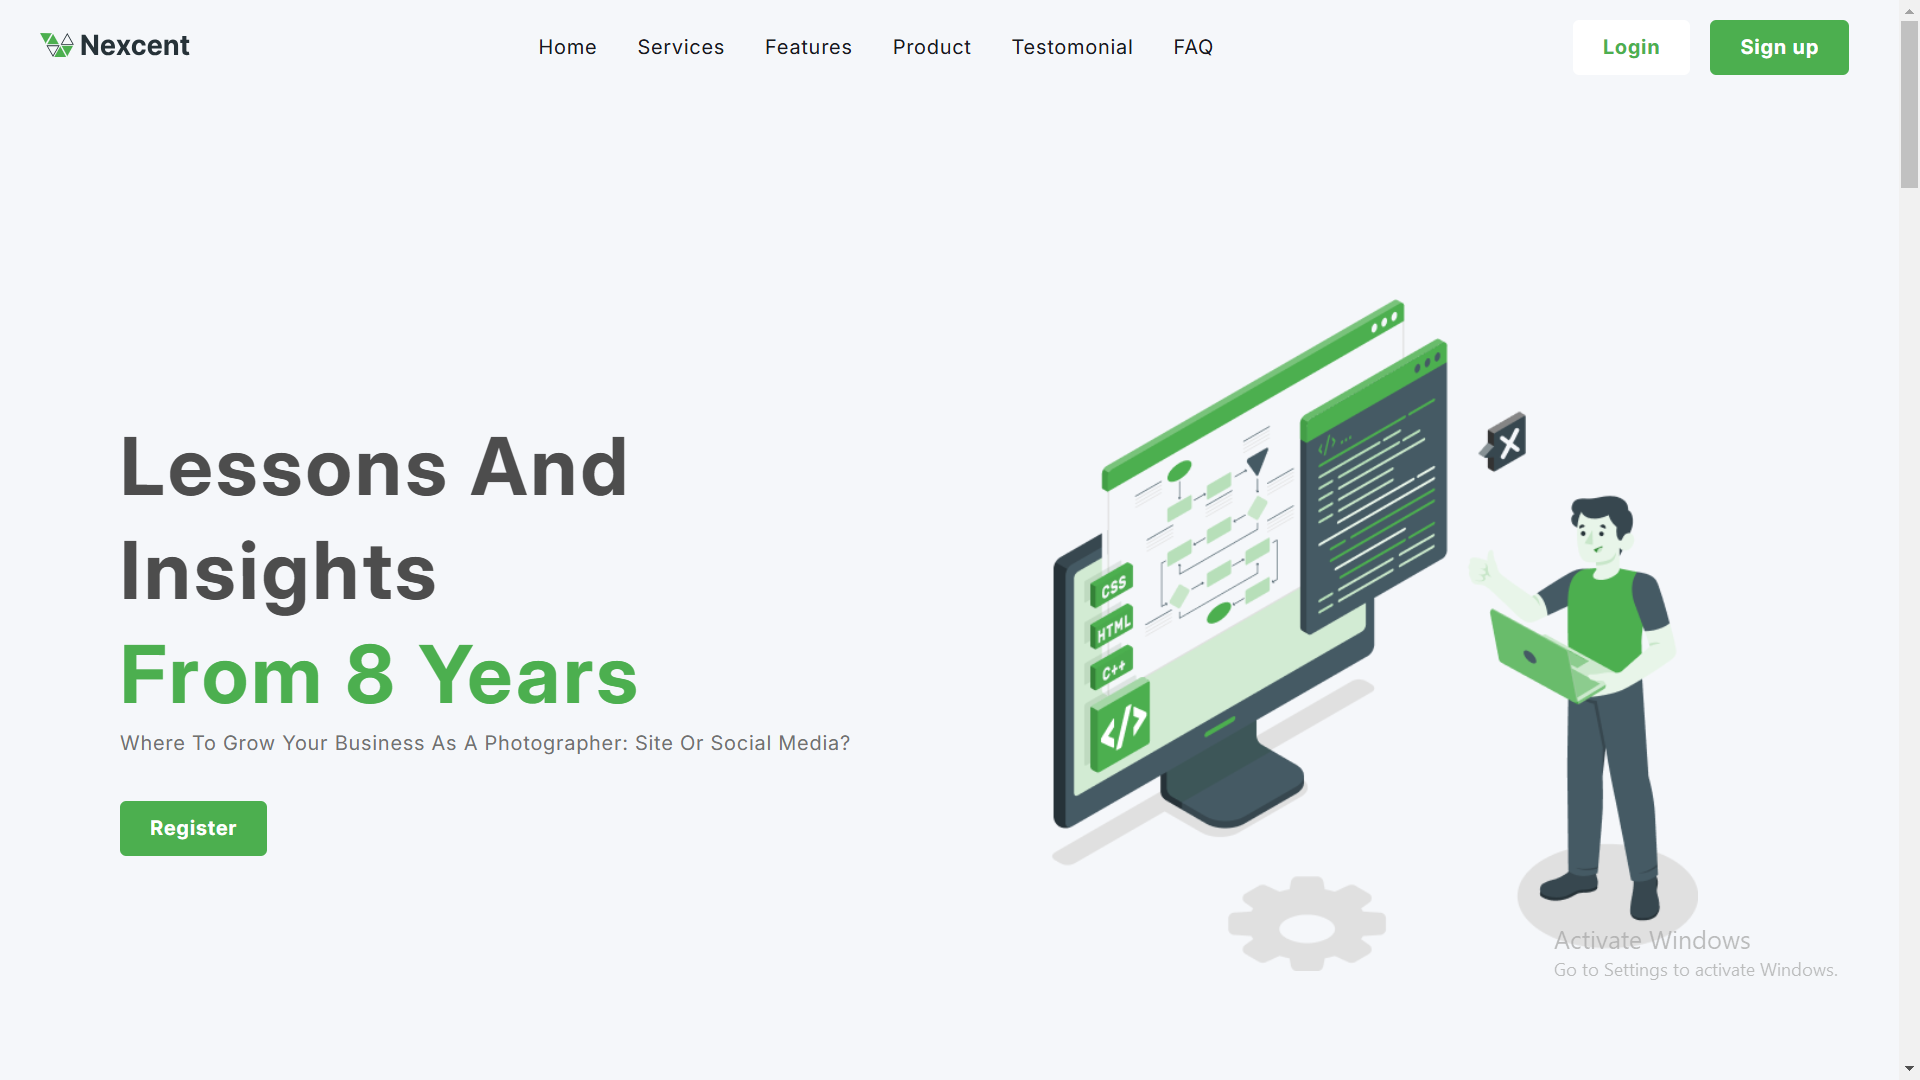 Nexcent
Home Services Features Product Testomonial FAQ
Login Sign up
Lessons And
Insights
From 8 Years
Where To Grow Your Business As A Photographer: Site Or Social Media?
Register
</> ...
CSS
HTML
C++
</>
Activate Windows
Go to Settings to activate Windows.